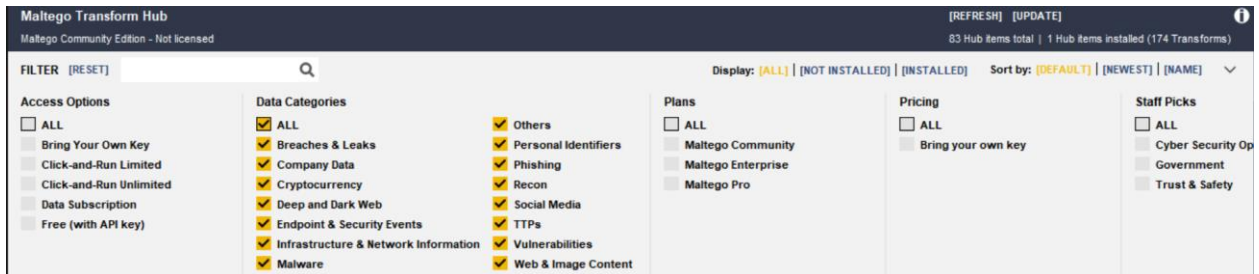 Maltego Transform Hub
[REFRESH] [UPDATE]
Maltego Community Edition - Not licensed
83 Hub items total | 1 Hub items installed (174 Transforms)
FILTER [RESET]
Display: [ALL] | [NOT INSTALLED] | [INSTALLED] Sort by: [DEFAULT] | [NEWEST] | [NAME]
Access Options
ALL
Bring Your Own Key
Click-and-Run Limited
Click-and-Run Unlimited
Data Subscription
Free (with API key)
Data Categories
ALL
Breaches & Leaks
Company Data
Cryptocurrency
Deep and Dark Web
Endpoint & Security Events
Infrastructure & Network Information
Malware
Others
Personal Identifiers
Phishing
Recon
Social Media
TTPs
Vulnerabilities
Web & Image Content
Plans
ALL
Maltego Community
Maltego Enterprise
Maltego Pro
Pricing
ALL
Bring your own key
Staff Picks
ALL
Cyber Security Op
Government
Trust & Safety